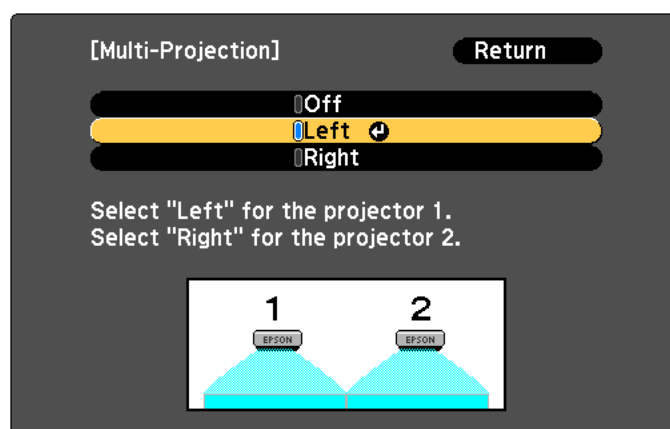 [Multi-Projection] Return
Off
Left
Right
Select "Left" for the projector 1.
Select "Right" for the projector 2.
1 2
EPSON EPSON